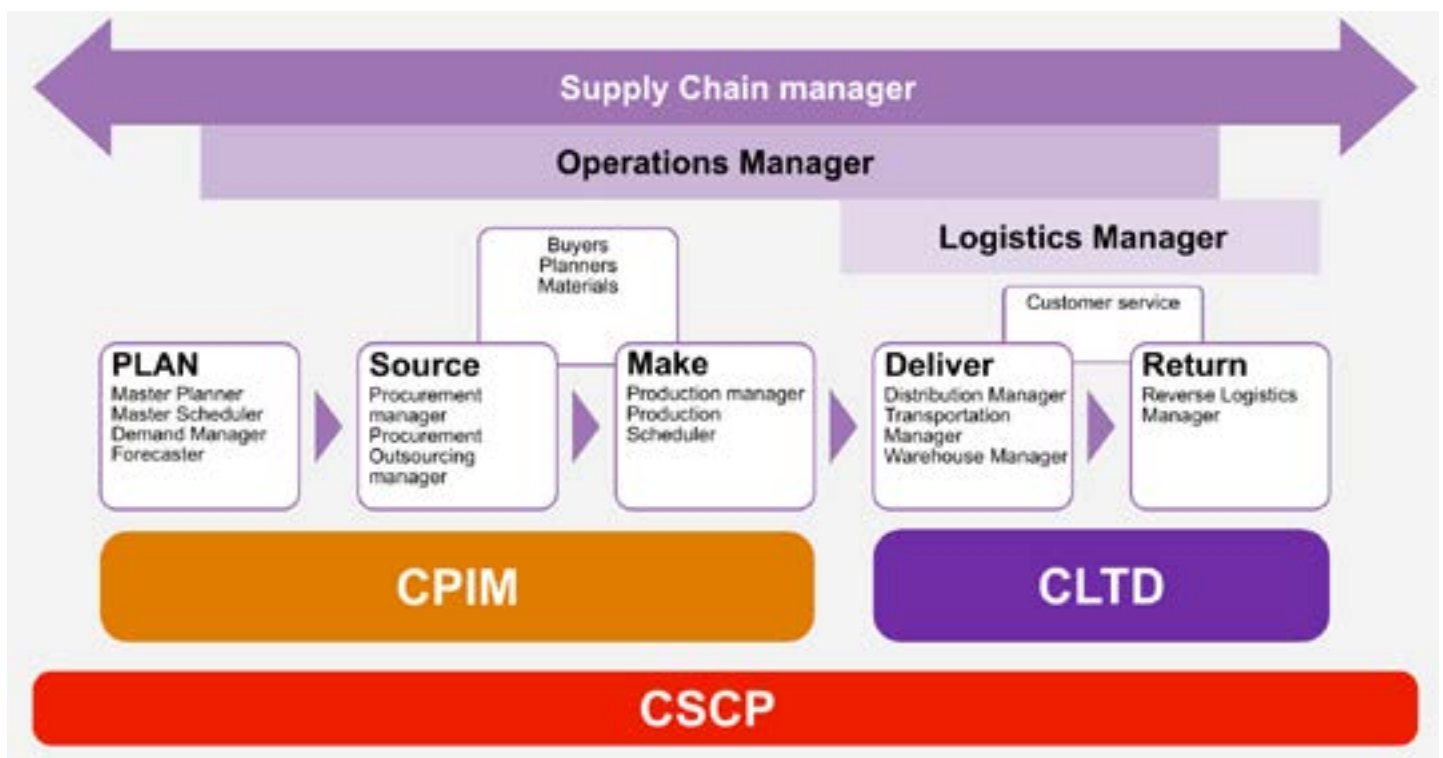 Supply Chain manager
Operations Manager
Logistics Manager
Buyers
Planners
Materials
Customer service
PLAN
Master Planner
Master Scheduler
Demand Manager
Forecaster
Source
Procurement
manager
Procurement
Outsourcing
manager
Make
Production manager
Production
Scheduler
Deliver
Distribution Manager
Transportation
Manager
Warehouse Manager
Return
Reverse Logistics
Manager
CPIM
CLTD
CSCP